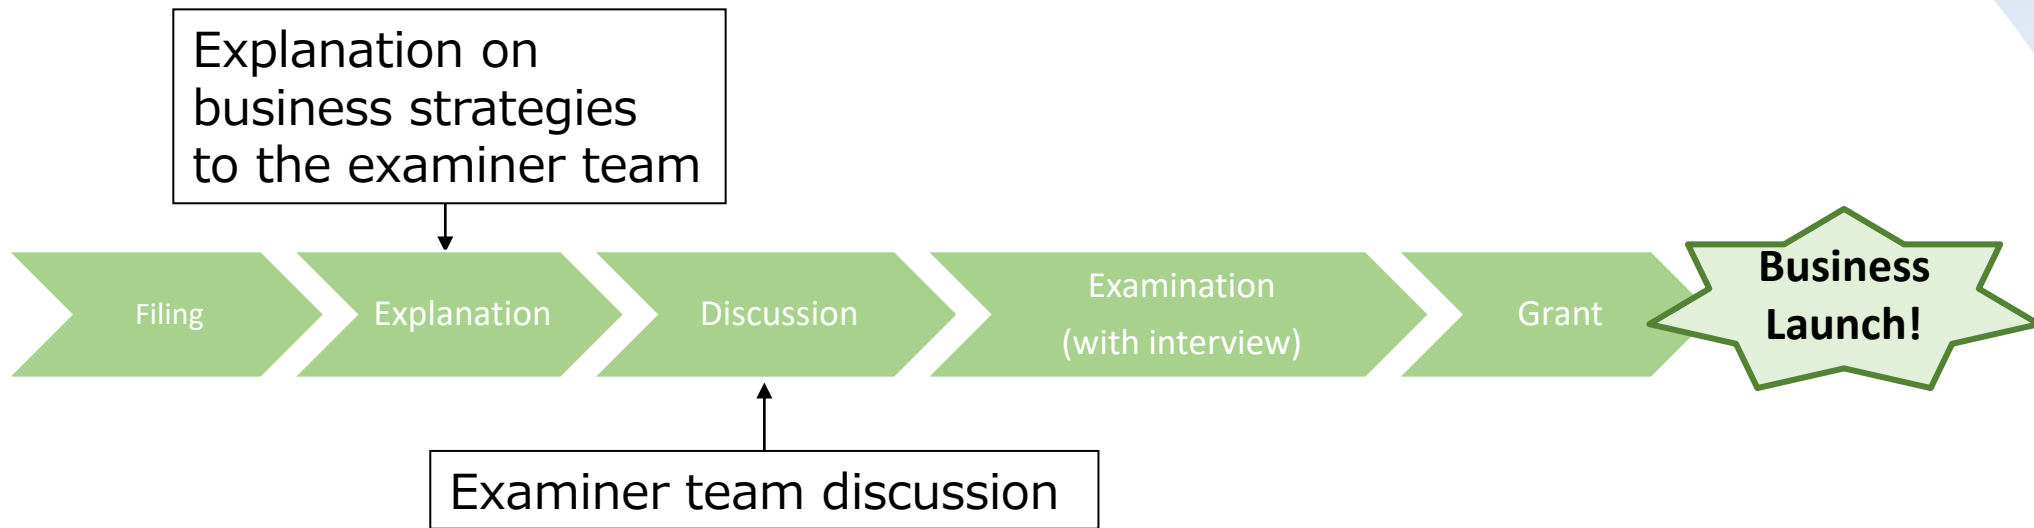 Explanation on
business strategies
to the examiner team
Filing
Explanation
Discussion
Examination
(with interview)
Grant
Business
Launch!
Examiner team discussion